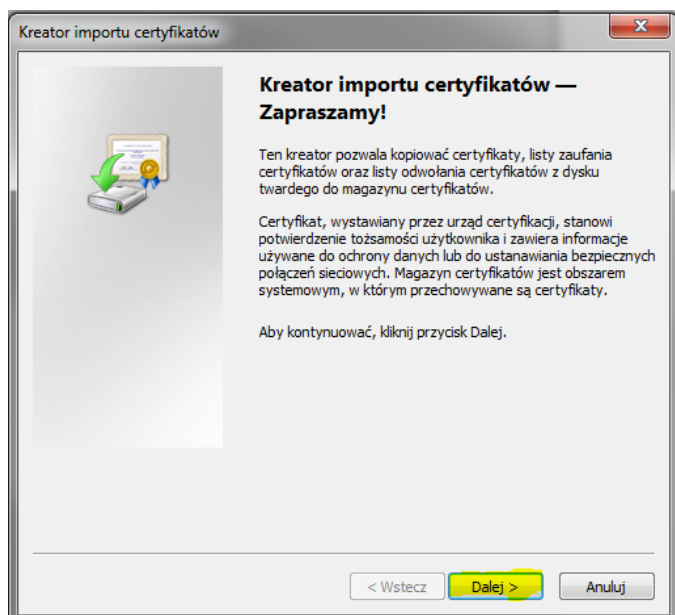 Kreator importu certyfikatów
Kreator importu certyfikatów —
Zapraszamy!
Ten kreator pozwala kopiować certyfikaty, listy zaufania
certyfikatów oraz listy odwołania certyfikatów z dysku
twardego do magazynu certyfikatów.
Certyfikat, wystawiany przez urząd certyfikacji, stanowi
potwierdzenie tożsamości użytkownika i zawiera informacje
używane do ochrony danych lub do ustanawiania bezpiecznych
połączeń sieciowych. Magazyn certyfikatów jest obszarem
systemowym, w którym przechowywane są certyfikaty.
Aby kontynuować, kliknij przycisk Dalej.
< Wstecz Dalej > Anuluj